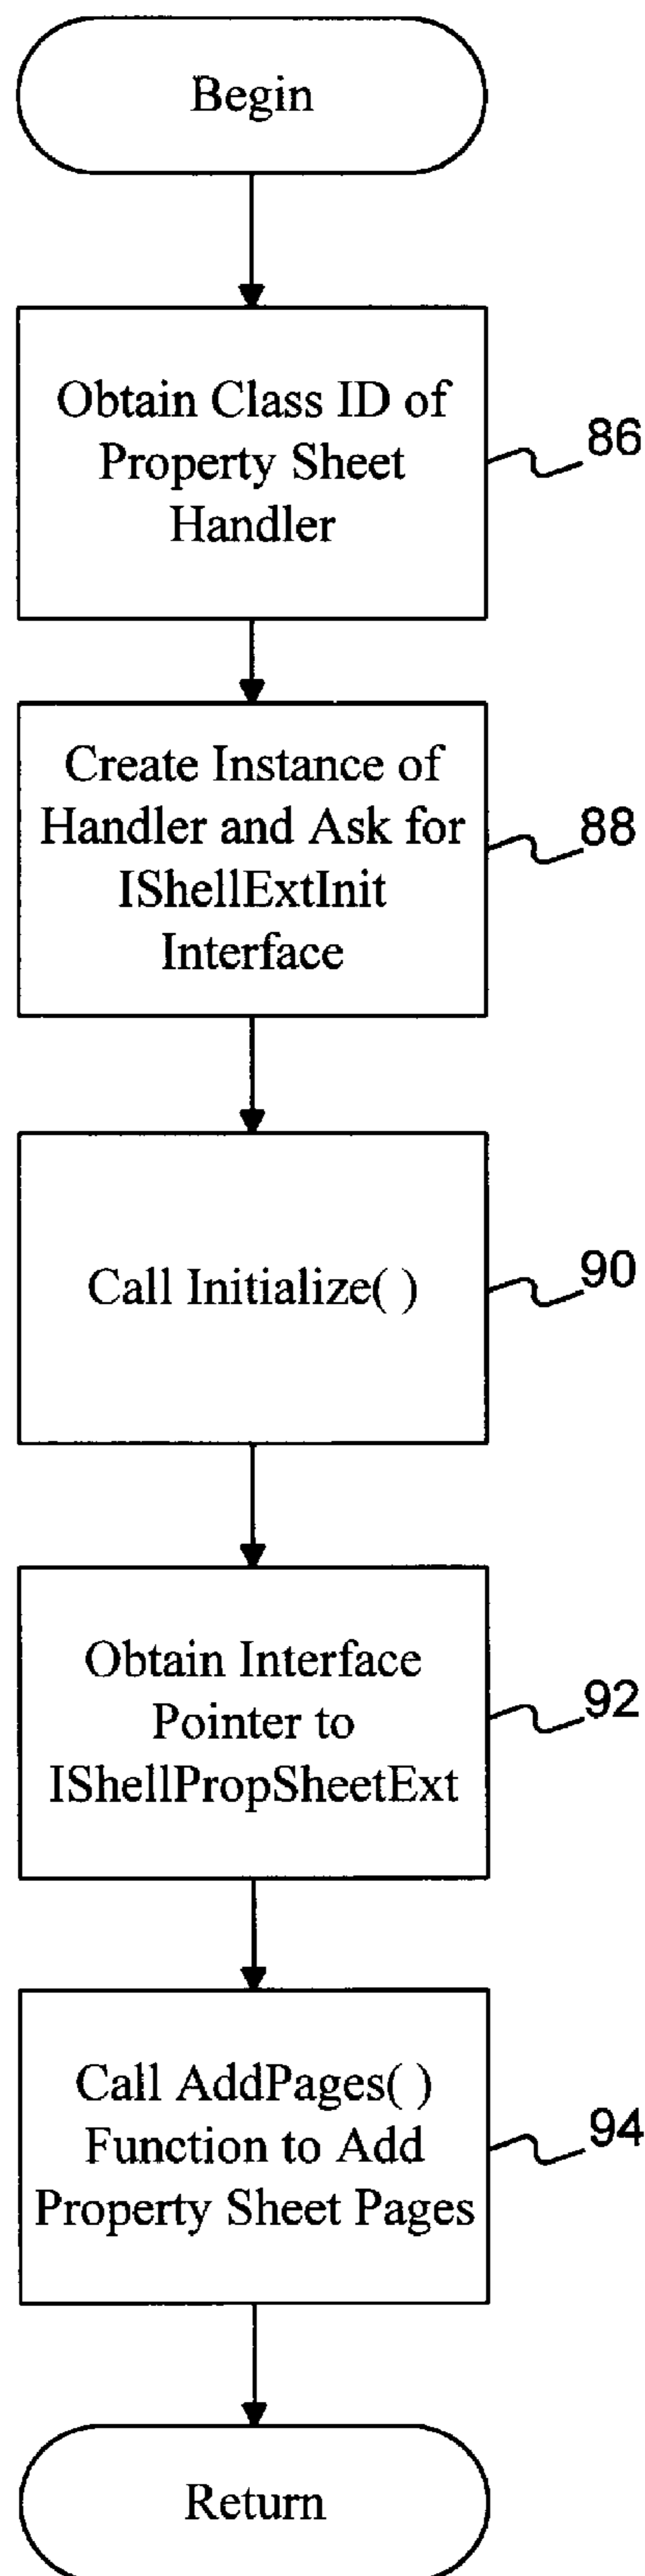 Begin
Obtain Class ID of
Property Sheet
Handler
86
Create Instance of
Handler and Ask for
IShellExtInit
Interface
88
Call Initialize( )
90
Obtain Interface
Pointer to
IShellPropSheetExt
92
Call AddPages( )
Function to Add
Property Sheet Pages
94
Return